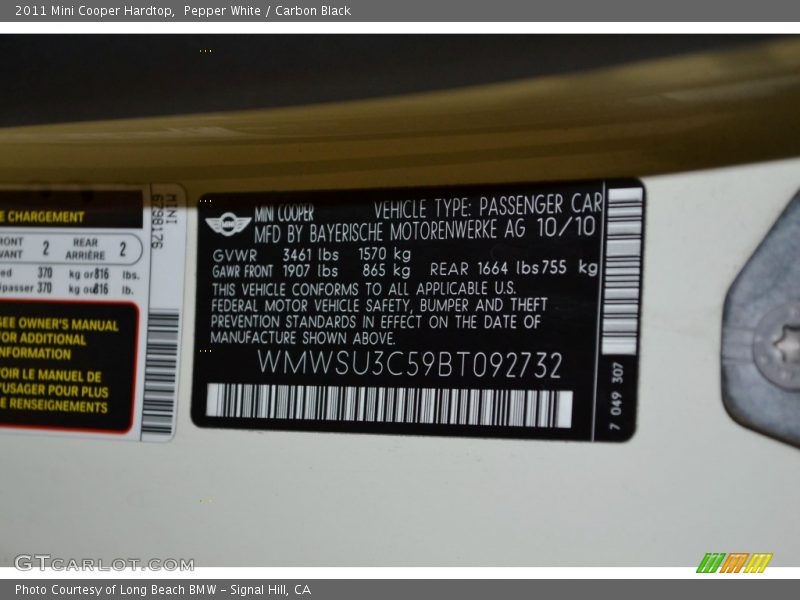 2011 Mini Cooper Hardtop,  Pepper White / Carbon Black
E CHARGEMENT
RONT 2 REAR 2
VANT ARRIÈRE
ed 370 kg or 816 lbs.
passer 370 kg ou 816 lb.
SEE OWNER'S MANUAL
FOR ADDITIONAL
INFORMATION
OIR LE MANUEL DE
'USAGER POUR PLUS
E RENSEIGNEMENTS
MINI
MINI
MINI COOPER VEHICLE TYPE: PASSENGER CAR
MFD BY BAYERISCHE MOTORENWERKE AG 10/10
GVWR 3461 lbs 1570 kg
GAWR FRONT 1907 lbs 865 kg REAR 1664 lbs 755 kg
THIS VEHICLE CONFORMS TO ALL APPLICABLE U.S.
FEDERAL MOTOR VEHICLE SAFETY, BUMPER AND THEFT
PREVENTION STANDARDS IN EFFECT ON THE DATE OF
MANUFACTURE SHOWN ABOVE.
WMWSU3C59BT092732
7 049 307
GTCARLOT.COM
Photo Courtesy of Long Beach BMW - Signal Hill, CA